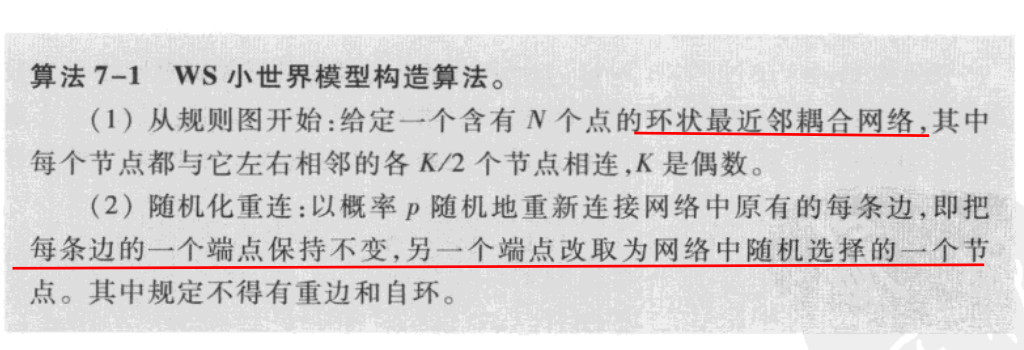 算法 7-1 WS 小世界模型构造算法。
(1) 从规则图开始:给定一个含有 N 个点的环状最近邻耦合网络,其中
每个节点都与它左右相邻的各 K/2 个节点相连,K 是偶数。
(2) 随机化重连:以概率 p 随机地重新连接网络中原有的每条边,即把
每条边的一个端点保持不变,另一个端点改取为网络中随机选择的一个节
点。其中规定不得有重边和自环。